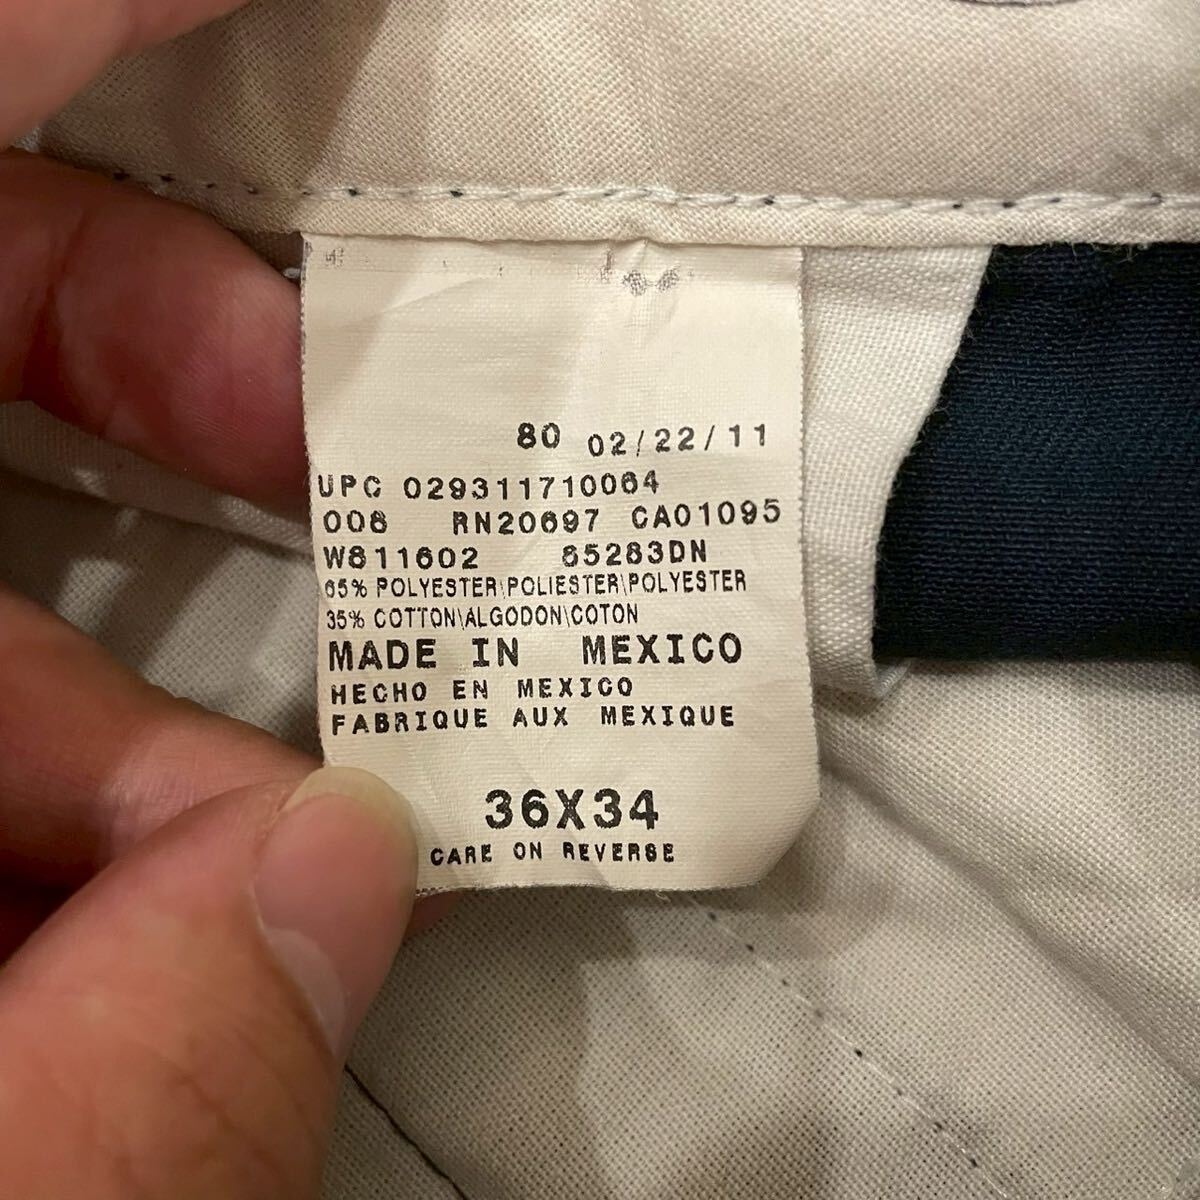 80 02/22/11
UPC 029311710064
008 RN20697 CA01095
W811602 85283DN
65% POLYESTER\POLIESTER\POLYESTER
35% COTTON\ALGODON\COTON
MADE IN MEXICO
HECHO EN MEXICO
FABRIQUE AUX MEXIQUE
36X34
CARE ON REVERSE